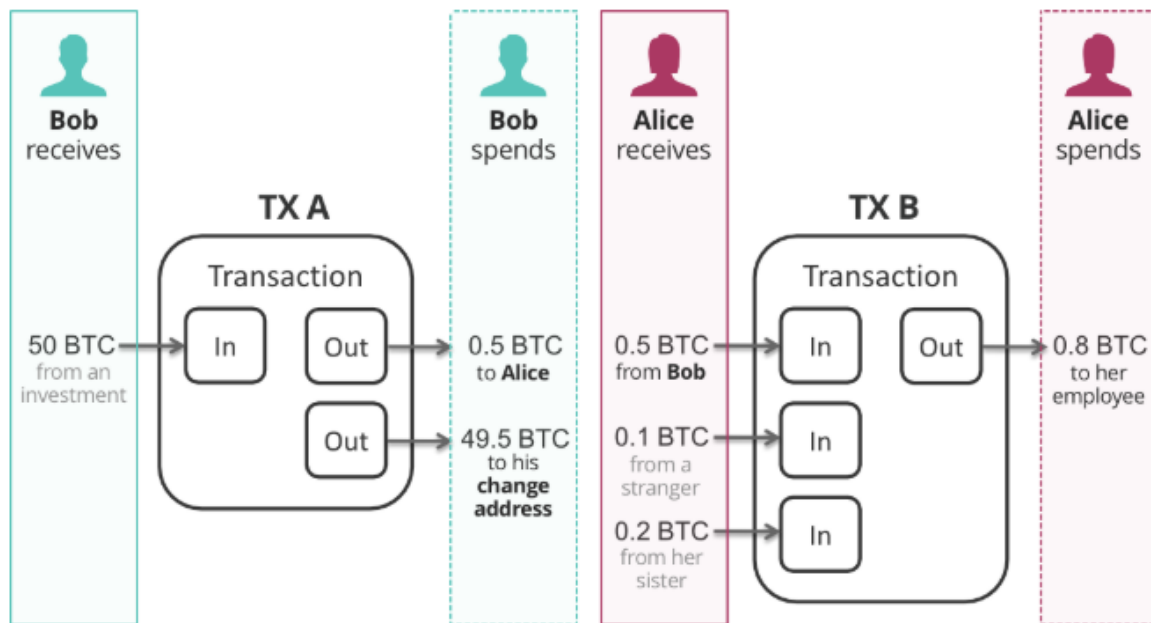 Bob
receives
Bob
spends
Alice
receives
Alice
spends
TX A
Transaction
50 BTC
from an
investment
In
Out
0.5 BTC
to Alice
Out
49.5 BTC
to his
change
address
TX B
Transaction
0.5 BTC
from Bob
In
Out
0.8 BTC
to her
employee
0.1 BTC
from a
stranger
In
0.2 BTC
from her
sister
In